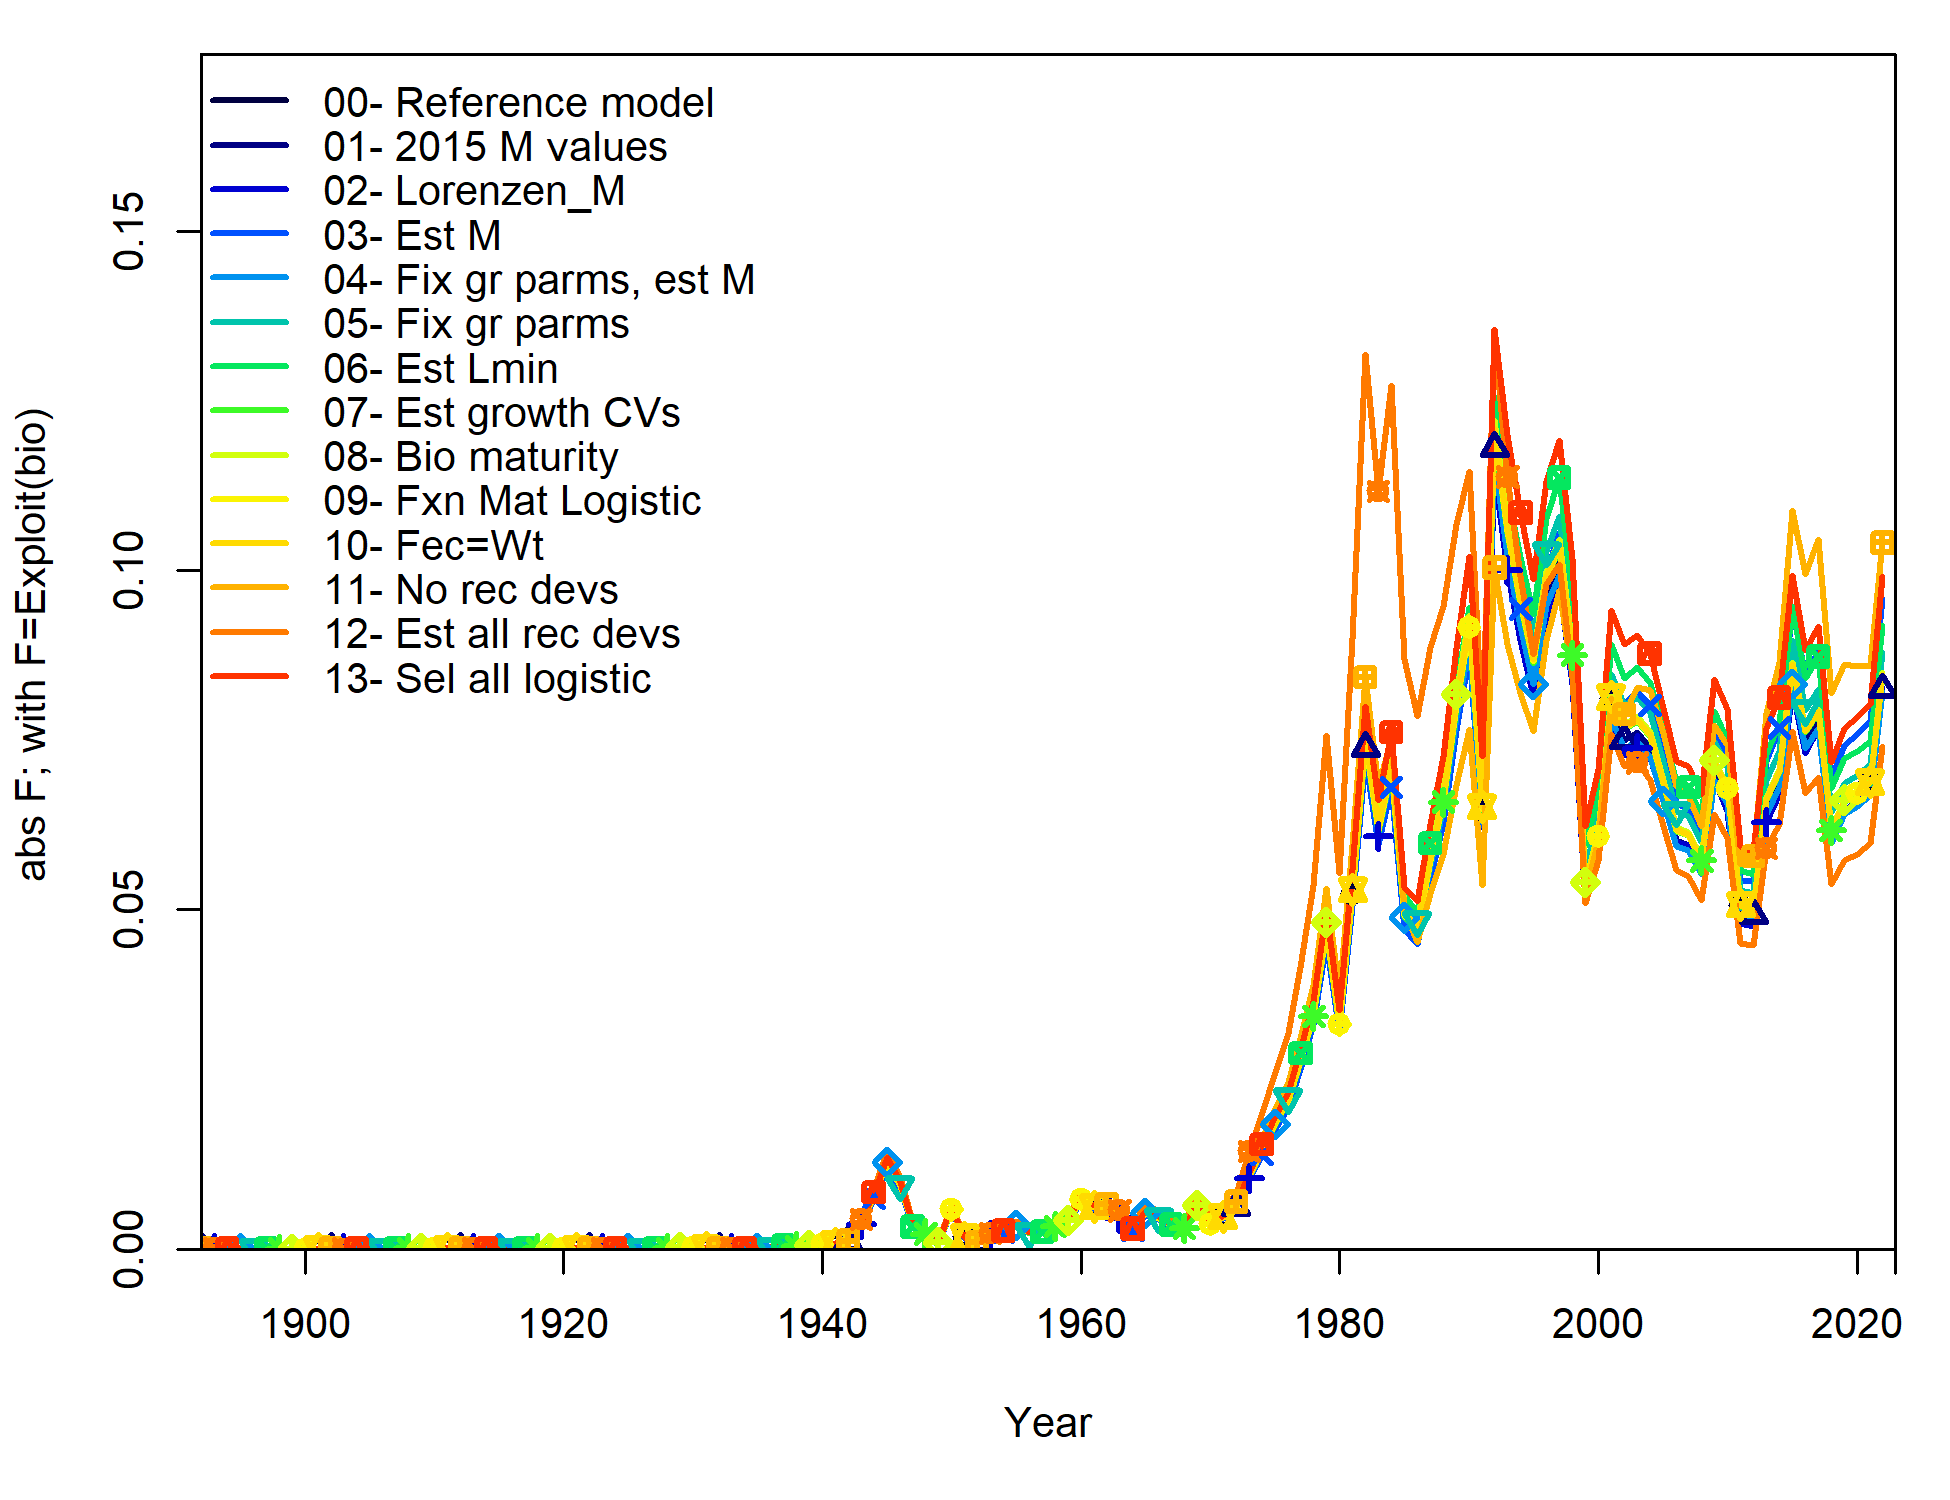 00- Reference model
01- 2015 M values
02- Lorenzen_M
03- Est M
04- Fix gr parms, est M
05- Fix gr parms
06- Est Lmin
07- Est growth CVs
08- Bio maturity
09- Fxn Mat Logistic
10- Fec=Wt
11- No rec devs
12- Est all rec devs
13- Sel all logistic
abs F; with F=Exploit(bio)
0.15
0.10
0.05
0.00
1900 1920 1940 1960 1980 2000 2020
Year